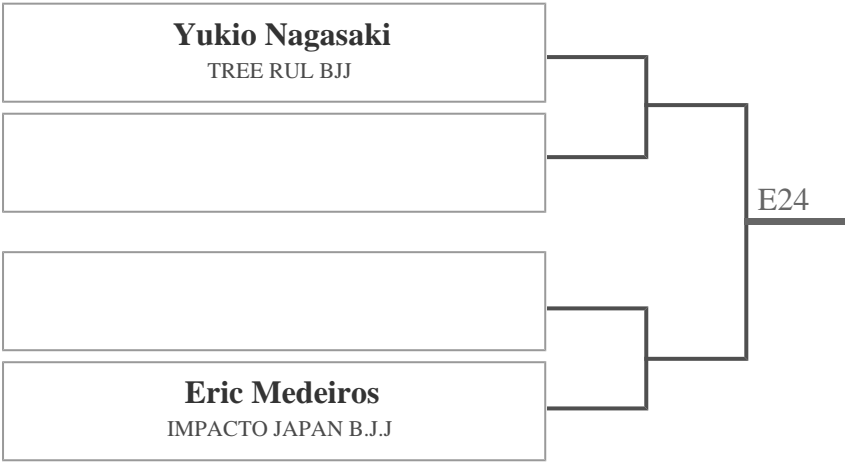 Yukio Nagasaki
TREE RUL BJJ
E24
Eric Medeiros
IMPACTO JAPAN B.J.J